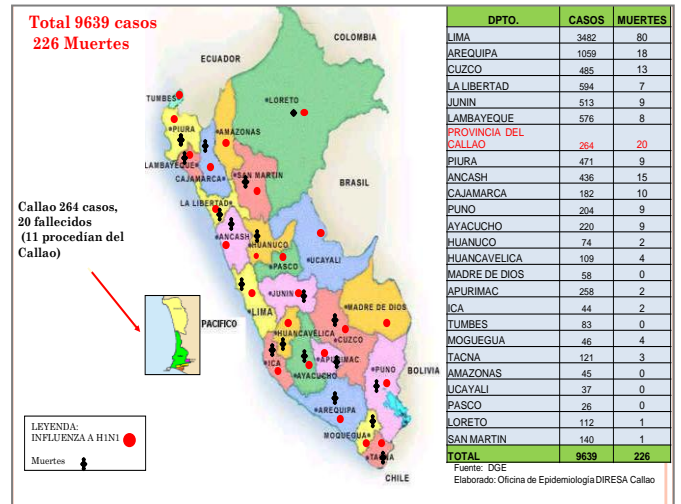 Total 9639 casos
226 Muertes
COLOMBIA
ECUADOR
TUMBES
LORETO
PIURA
AMAZONAS
LAMBAYEQUE
CAJAMARCA
SAN MARTIN
BRASIL
LA LIBERTAD
ANCASH
HUANUCO
UCAYALI
PASCO
JUNIN
LIMA
MADRE DE DIOS
PACIFICO
HUANCAVELICA
CUZCO
ICA
APURIMAC
AYACUCHO
PUNO
BOLIVIA
AREQUIPA
MOQUEGUA
TACNA
CHILE
Callao 264 casos,
20 fallecidos
(11 procedían del
Callao)
LEYENDA:
INFLUENZA A H1N1
Muertes
DPTO. CASOS MUERTES
LIMA 3482 80
AREQUIPA 1059 18
CUZCO 485 13
LA LIBERTAD 594 7
JUNIN 513 9
LAMBAYEQUE 576 8
PROVINCIA DEL
CALLAO 264 20
PIURA 471 9
ANCASH 436 15
CAJAMARCA 182 10
PUNO 204 9
AYACUCHO 220 9
HUANUCO 74 2
HUANCAVELICA 109 4
MADRE DE DIOS 58 0
APURIMAC 258 2
ICA 44 2
TUMBES 83 0
MOGUEGUA 46 4
TACNA 121 3
AMAZONAS 45 0
UCAYALI 37 0
PASCO 26 0
LORETO 112 1
SAN MARTIN 140 1
TOTAL 9639 226
Fuente: DGE
Elaborado: Oficina de Epidemiología DIRESA Callao